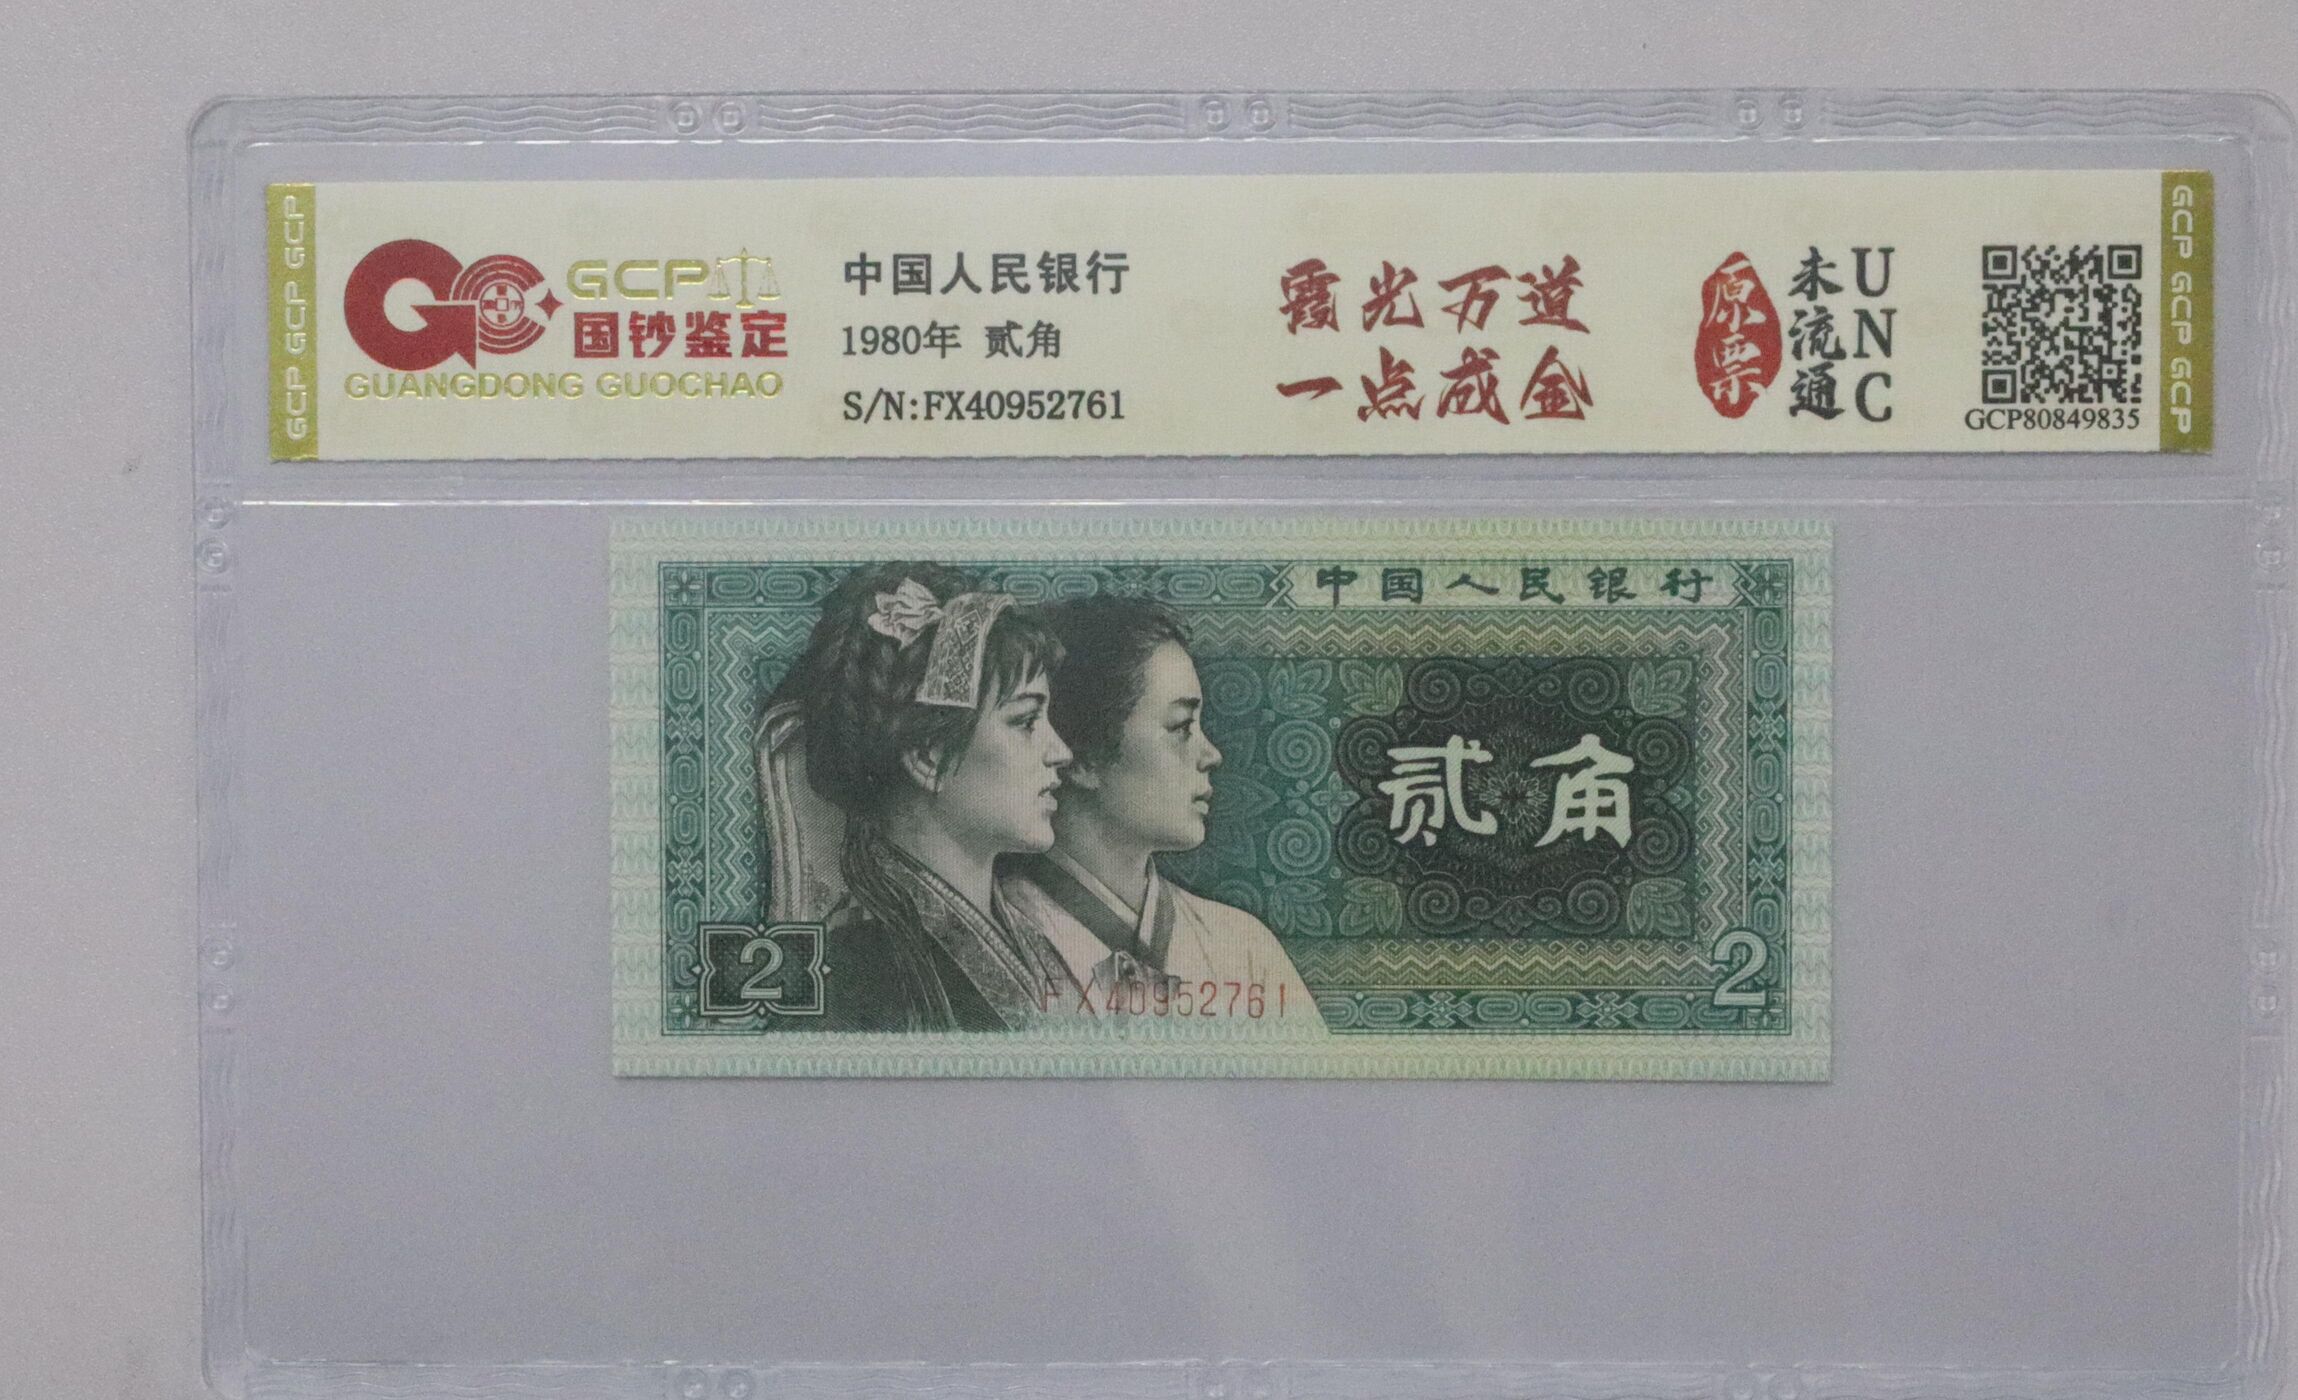 GCP
国钞鉴定
GUANGDONG GUOCHAO
中国人民银行
1980年 贰角
S/N:FX40952761
霞光万道
一点成金
原票
未流通
UNC
GCP80849835
GCP GCP GCP
GCP GCP GCP
中国人民银行
贰角
2
2
FX40952761